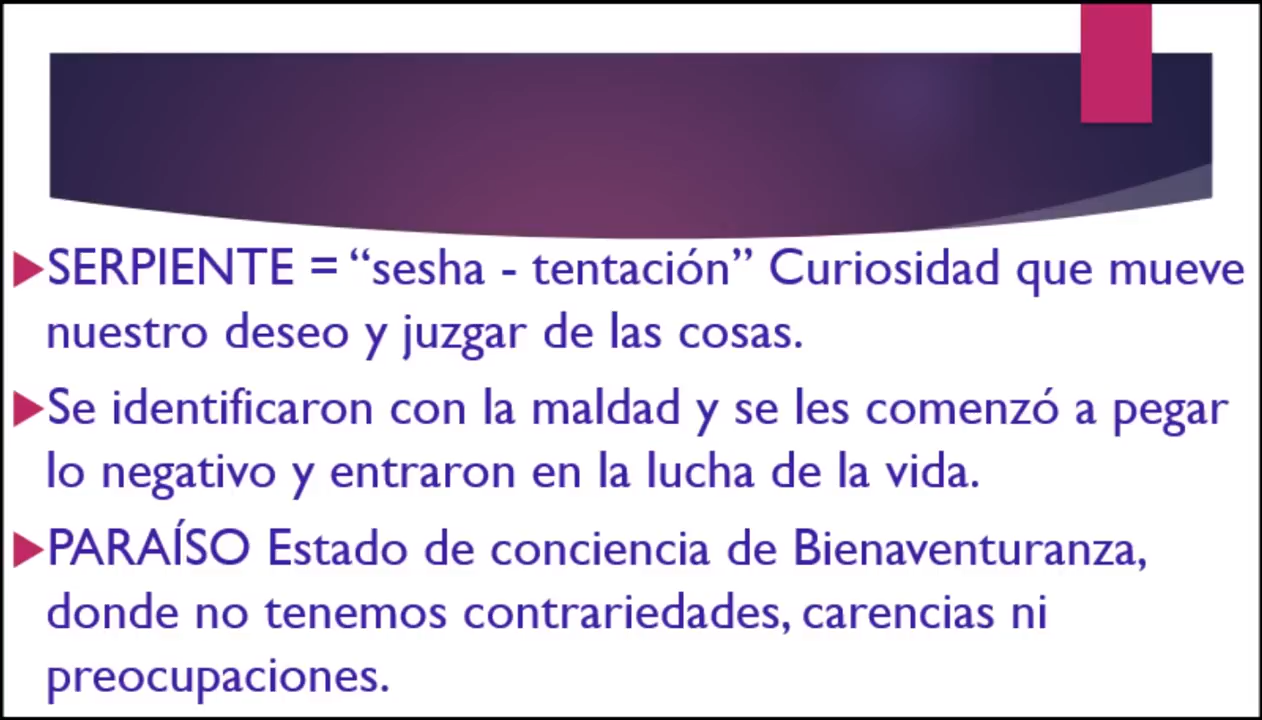 SERPIENTE = “sesha - tentación” Curiosidad que mueve
nuestro deseo y juzgar de las cosas.
Se identificaron con la maldad y se les comenzó a pegar
lo negativo y entraron en la lucha de la vida.
PARAÍSO Estado de conciencia de Bienaventuranza,
donde no tenemos contrariedades, carencias ni
preocupaciones.